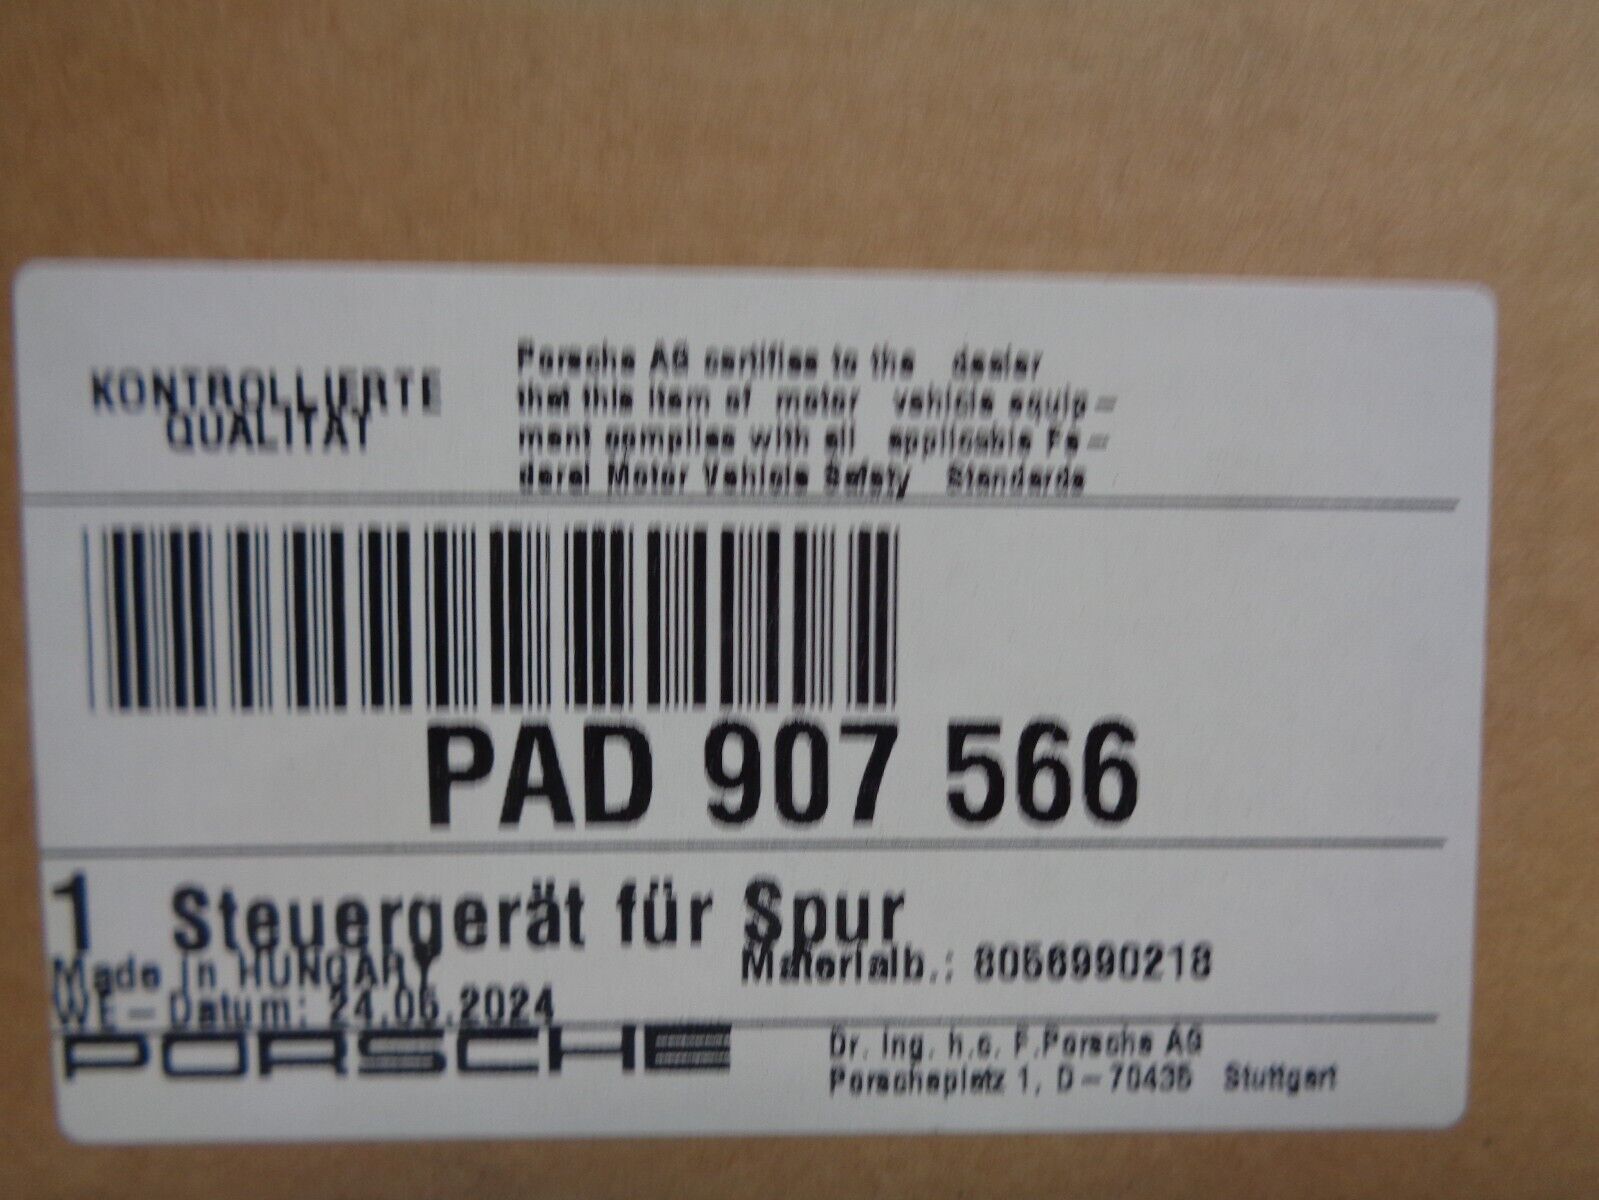 KONTROLLIERTE
QUALITÄT
Porsche AG certifies to the dealer
that this item of motor vehicle equip-
ment complies with all applicable Fe-
deral Motor Vehicle Safety Standards
PAD 907 566
1 Steuergerät für Spur
Made in HUNGARY
Materialb.: 8056990218
WE-Datum: 24.06.2024
PORSCHE
Dr. Ing. h.c. F.Porsche AG
Porscheplatz 1, D-70435 Stuttgart